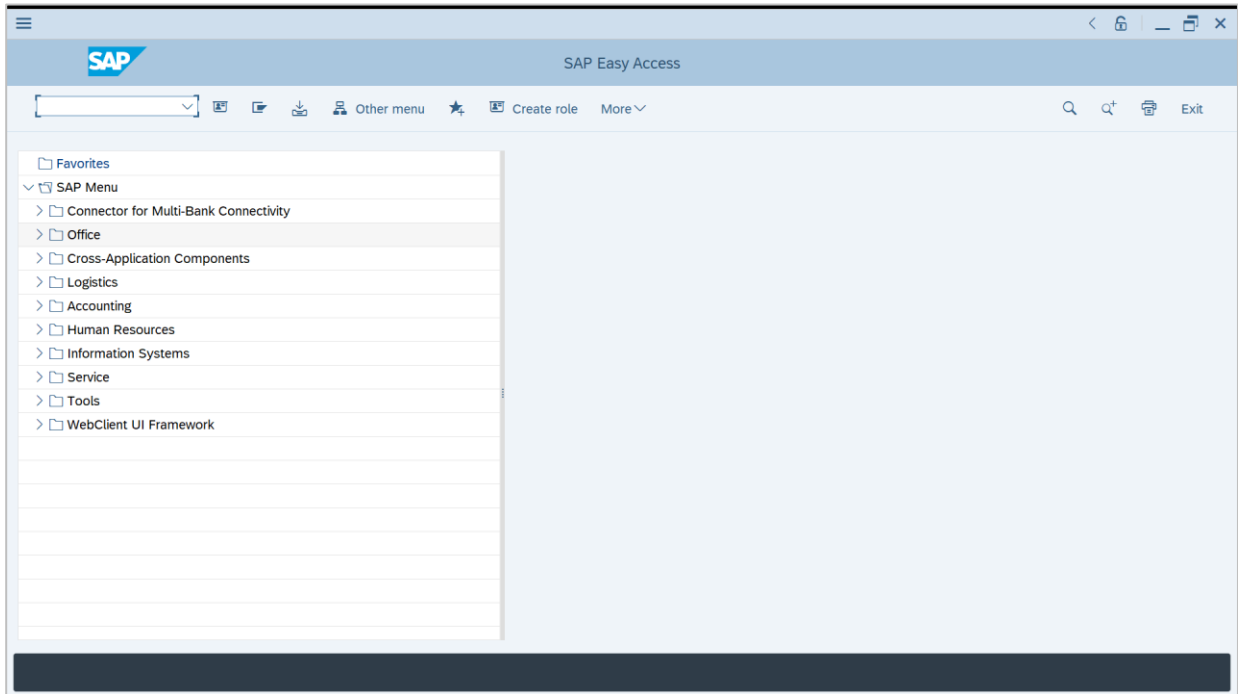 SAP
SAP Easy Access
Other menu Create role More Exit
Favorites
SAP Menu
Connector for Multi-Bank Connectivity
Office
Cross-Application Components
Logistics
Accounting
Human Resources
Information Systems
Service
Tools
WebClient UI Framework